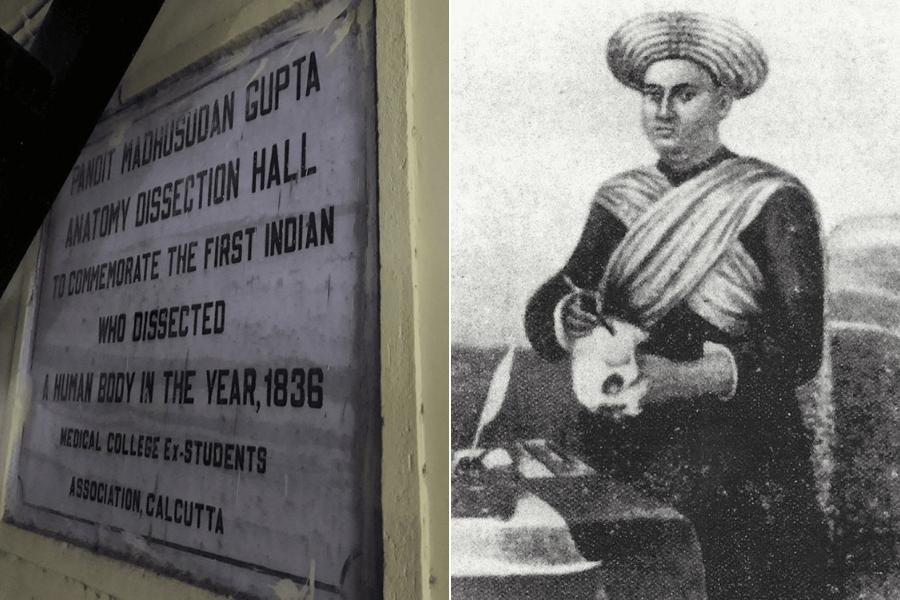 PANDIT MADHUSUDAN GUPTA
ANATOMY DISSECTION HALL
TO COMMEMORATE THE FIRST INDIAN
WHO DISSECTED
A HUMAN BODY IN THE YEAR, 1836
MEDICAL COLLEGE Ex-STUDENTS
ASSOCIATION, CALCUTTA